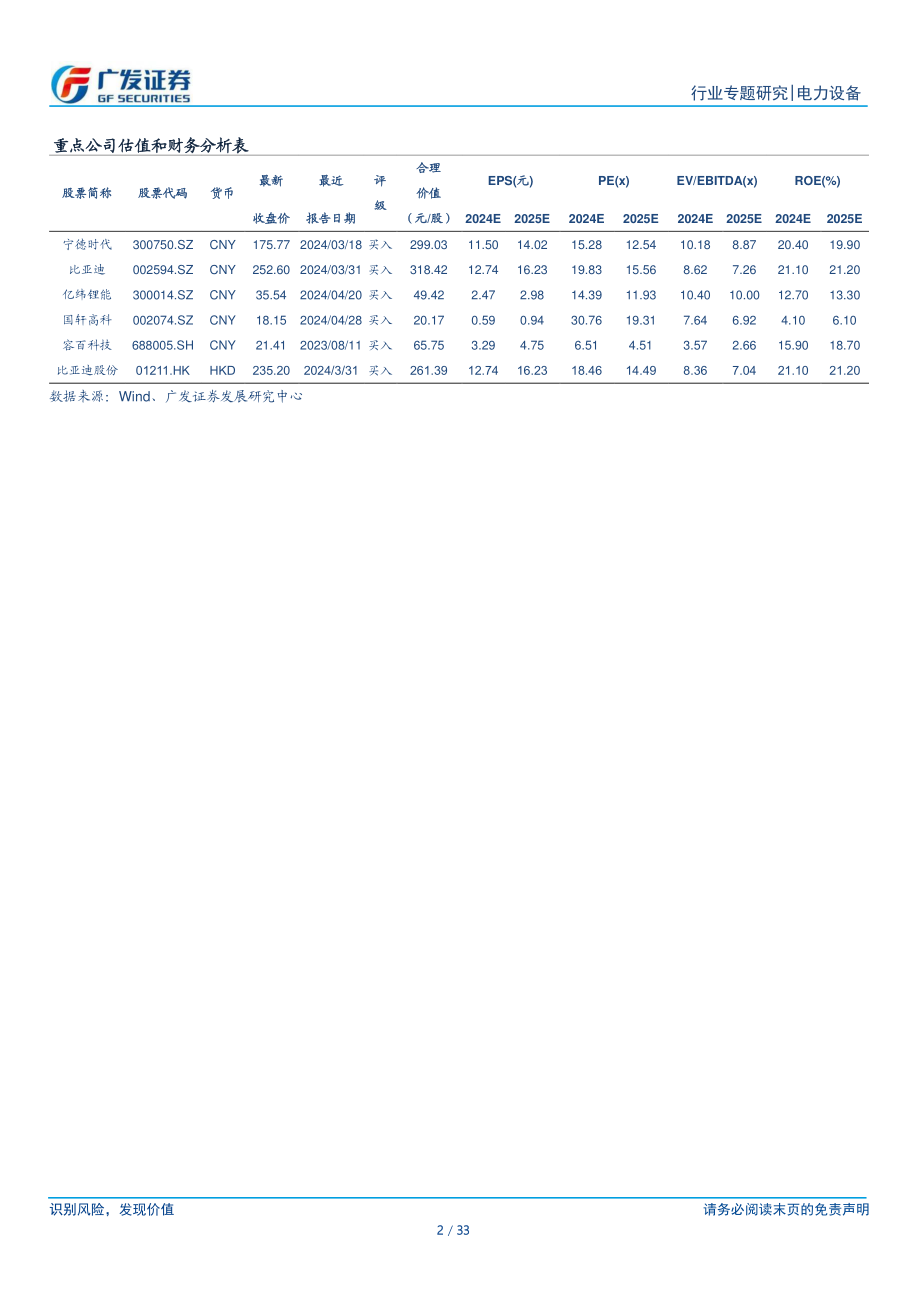 广发证券
GF SECURITIES
行业专题研究|电力设备
重点公司估值和财务分析表
股票简称 股票代码 货币 最新收盘价 最近报告日期 评级 合理价值（元/股） EPS(元) PE(x) EV/EBITDA(x) ROE(%)
2024E 2025E 2024E 2025E 2024E 2025E 2024E 2025E
宁德时代 300750.SZ CNY 175.77 2024/03/18 买入 299.03 11.50 14.02 15.28 12.54 10.18 8.87 20.40 19.90
比亚迪 002594.SZ CNY 252.60 2024/03/31 买入 318.42 12.74 16.23 19.83 15.56 8.62 7.26 21.10 21.20
亿纬锂能 300014.SZ CNY 35.54 2024/04/20 买入 49.42 2.47 2.98 14.39 11.93 10.40 10.00 12.70 13.30
国轩高科 002074.SZ CNY 18.15 2024/04/28 买入 20.17 0.59 0.94 30.76 19.31 7.64 6.92 4.10 6.10
容百科技 688005.SH CNY 21.41 2023/08/11 买入 65.75 3.29 4.75 6.51 4.51 3.57 2.66 15.90 18.70
比亚迪股份 01211.HK HKD 235.20 2024/3/31 买入 261.39 12.74 16.23 18.46 14.49 8.36 7.04 21.10 21.20
数据来源：Wind、广发证券发展研究中心
识别风险，发现价值
请务必阅读末页的免责声明
2 / 33